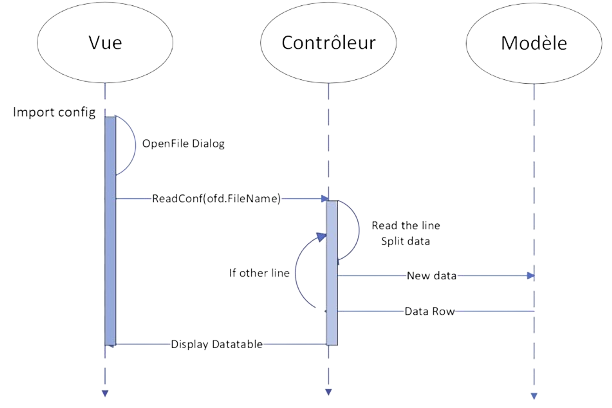 Vue
Contrôleur
Modèle
Import config
OpenFile Dialog
ReadConf(ofd.FileName)
Read the line
Split data
If other line
New data
Data Row
Display Datatable